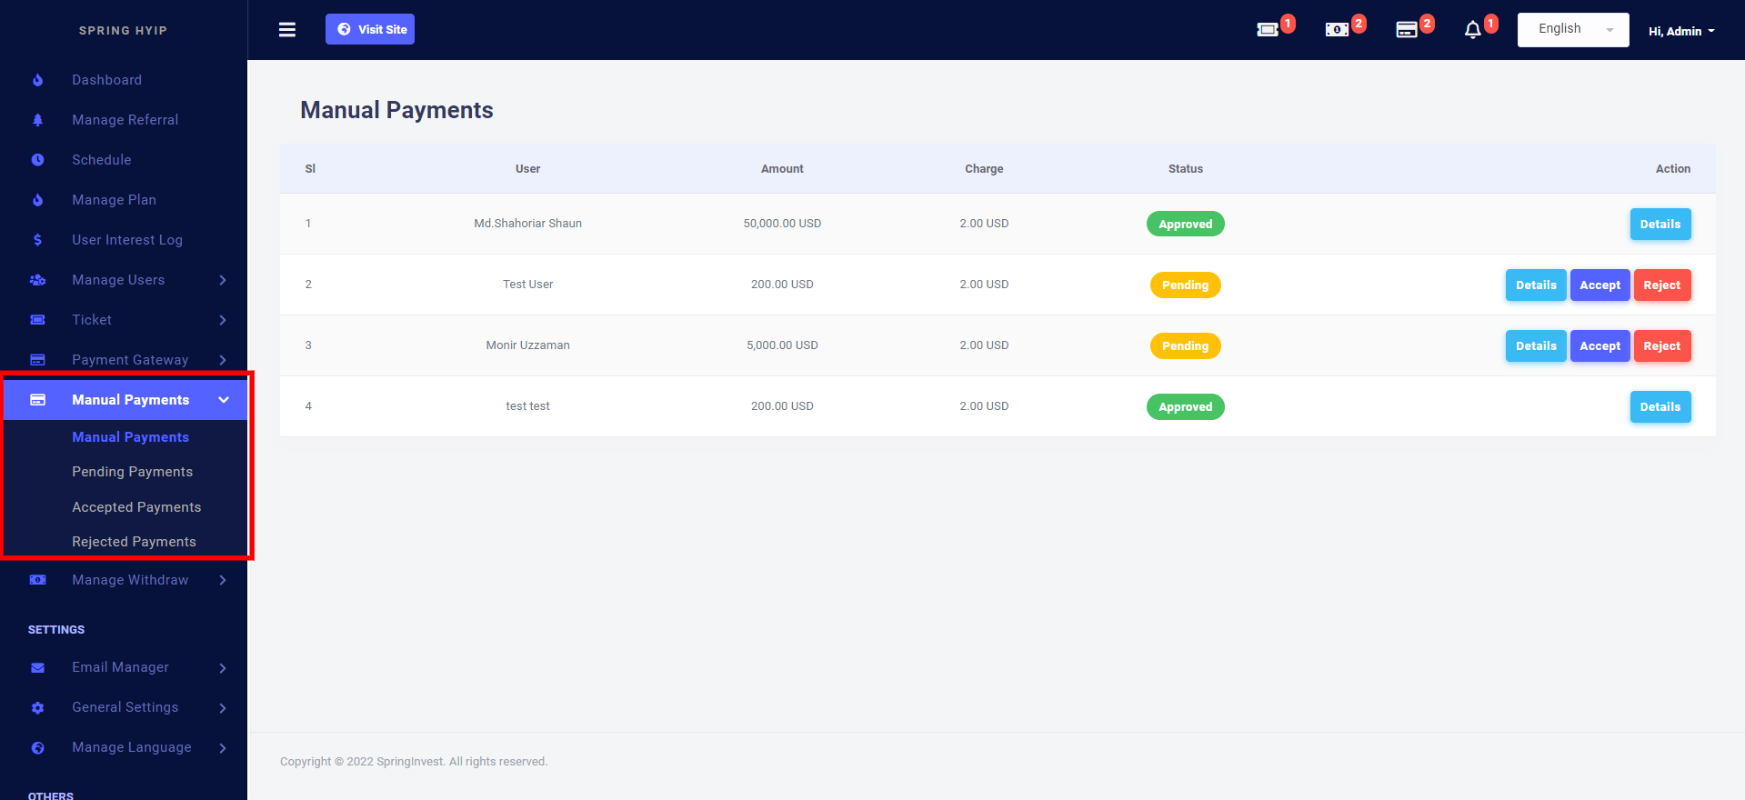 SPRING HYIP
Visit Site
1
2
2
1
English
Hi, Admin
Dashboard
Manage Referral
Schedule
Manage Plan
User Interest Log
Manage Users
Ticket
Payment Gateway
Manual Payments
Manual Payments
Pending Payments
Accepted Payments
Rejected Payments
Manage Withdraw
SETTINGS
Email Manager
General Settings
Manage Language
OTHERS
Manual Payments
Sl User Amount Charge Status Action
1 Md.Shahoriar Shaun 50,000.00 USD 2.00 USD Approved Details
2 Test User 200.00 USD 2.00 USD Pending Details Accept Reject
3 Monir Uzzaman 5,000.00 USD 2.00 USD Pending Details Accept Reject
4 test test 200.00 USD 2.00 USD Approved Details
Copyright © 2022 SpringInvest. All rights reserved.